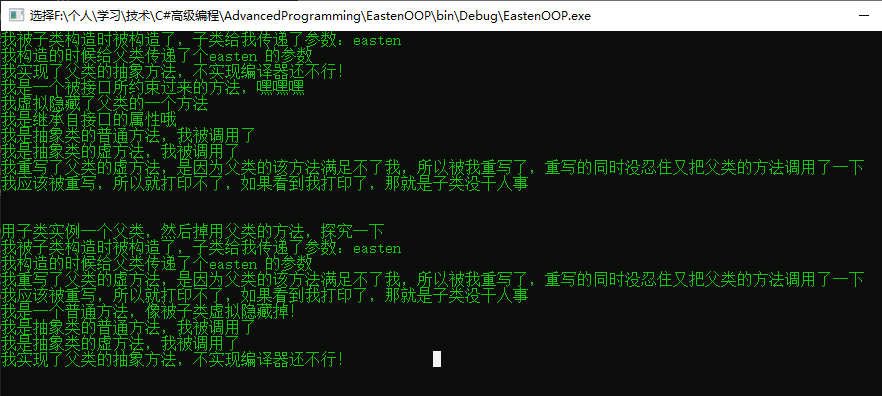 选择F:\个人\学习\技术\C#高级编程\AdvancedProgramming\EastenOOP\bin\Debug\EastenOOP.exe
我被子类构造时被构造了，子类给我传递了参数：easten
我构造的时候给父类传递了个easten 的参数
我实现了父类的抽象方法，不实现编译器还不行！
我是一个被接口所约束过来的方法，嘿嘿嘿
我虚拟隐藏了父类的一个方法
我是继承自接口的属性哦
我是抽象类的普通方法，我被调用了
我是抽象类的虚方法，我被调用了
我重写了父类的虚方法，是因为父类的该方法满足不了我，所以被我重写了，重写的同时没忍住又把父类的方法调用了一下
我应该被重写，所以就打印不了，如果看到我打印了，那就是子类没干人事
用子类实例一个父类，然后掉用父类的方法，探究一下
我被子类构造时被构造了，子类给我传递了参数：easten
我构造的时候给父类传递了个easten 的参数
我重写了父类的虚方法，是因为父类的该方法满足不了我，所以被我重写了，重写的同时没忍住又把父类的方法调用了一下
我应该被重写，所以就打印不了，如果看到我打印了，那就是子类没干人事
我是一个普通方法，像被子类虚拟隐藏掉！
我是抽象类的普通方法，我被调用了
我是抽象类的虚方法，我被调用了
我实现了父类的抽象方法，不实现编译器还不行！